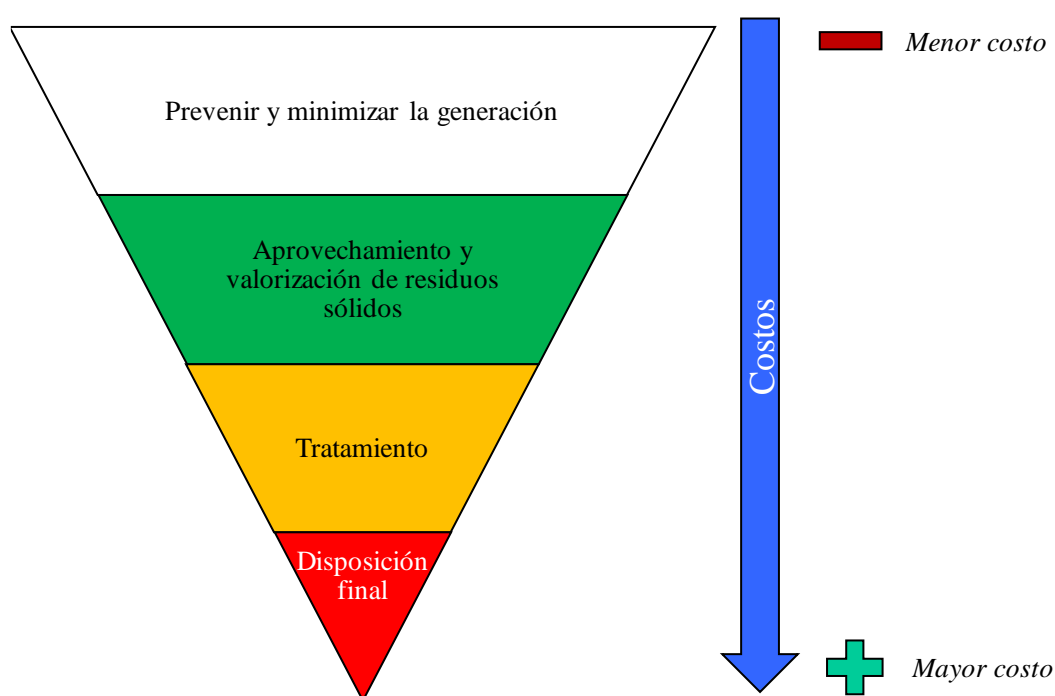 Menor costo
Prevenir y minimizar la generación
Aprovechamiento y
valorización de residuos
sólidos
Costos
Tratamiento
Disposición
final
Mayor costo